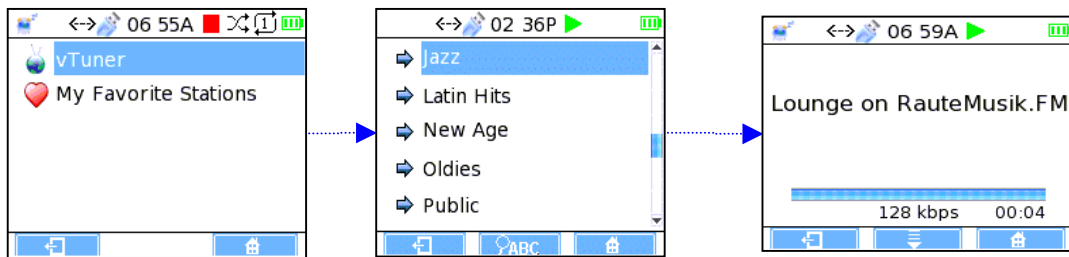 06 55A 1
vTuner
My Favorite Stations
02 36P
Jazz
Latin Hits
New Age
Oldies
Public
ABC
06 59A
Lounge on RauteMusik.FM
128 kbps 00:04